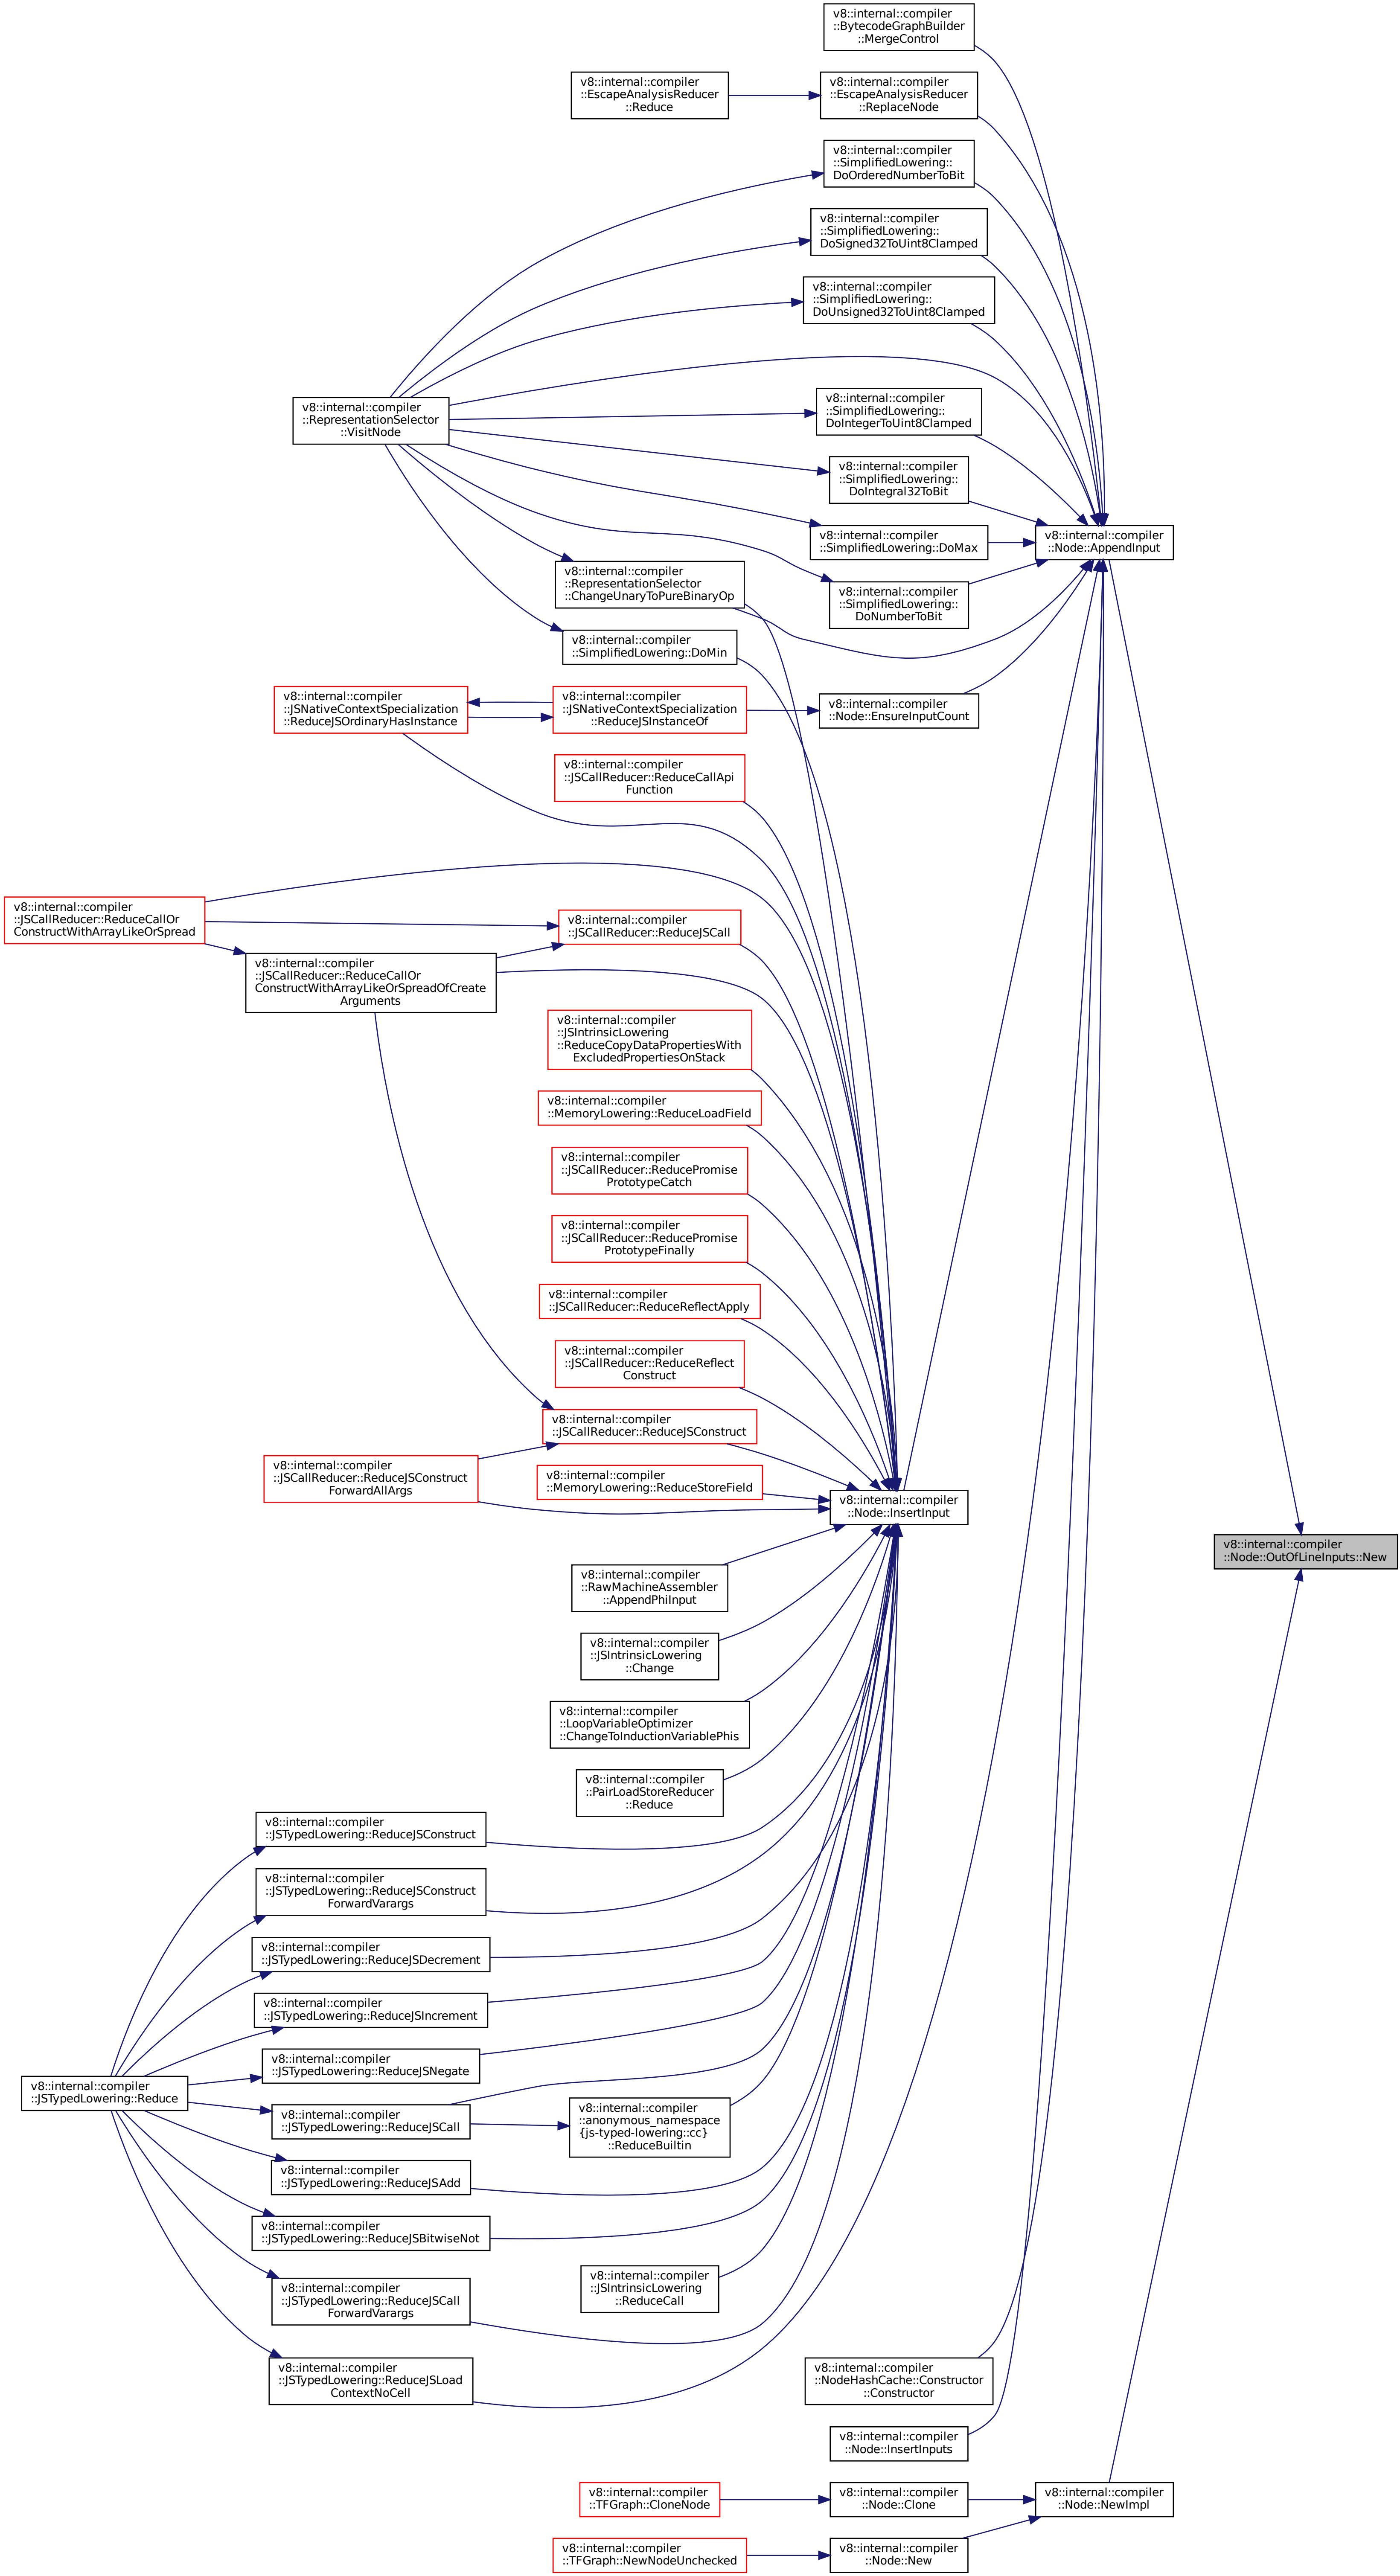 v8::internal::compiler
::BytecodeGraphBuilder
::MergeControl
v8::internal::compiler
::EscapeAnalysisReducer
::Reduce
v8::internal::compiler
::EscapeAnalysisReducer
::ReplaceNode
v8::internal::compiler
::SimplifiedLowering::
DoOrderedNumberToBit
v8::internal::compiler
::SimplifiedLowering::
DoSigned32ToUint8Clamped
v8::internal::compiler
::SimplifiedLowering::
DoUnsigned32ToUint8Clamped
v8::internal::compiler
::RepresentationSelector
::VisitNode
v8::internal::compiler
::SimplifiedLowering::
DoIntegerToUint8Clamped
v8::internal::compiler
::SimplifiedLowering::
DoIntegral32ToBit
v8::internal::compiler
::SimplifiedLowering::DoMax
v8::internal::compiler
::Node::AppendInput
v8::internal::compiler
::RepresentationSelector
::ChangeUnaryToPureBinaryOp
v8::internal::compiler
::SimplifiedLowering::
DoNumberToBit
v8::internal::compiler
::SimplifiedLowering::DoMin
v8::internal::compiler
::JSNativeContextSpecialization
::ReduceJSOrdinaryHasInstance
v8::internal::compiler
::JSNativeContextSpecialization
::ReduceJSInstanceOf
v8::internal::compiler
::Node::EnsureInputCount
v8::internal::compiler
::JSCallReducer::ReduceCallApi
Function
v8::internal::compiler
::JSCallReducer::ReduceCallOr
ConstructWithArrayLikeOrSpread
v8::internal::compiler
::JSCallReducer::ReduceJSCall
v8::internal::compiler
::JSCallReducer::ReduceCallOr
ConstructWithArrayLikeOrSpreadOfCreate
Arguments
v8::internal::compiler
::JSIntrinsicLowering
::ReduceCopyDataPropertiesWith
ExcludedPropertiesOnStack
v8::internal::compiler
::MemoryLowering::ReduceLoadField
v8::internal::compiler
::JSCallReducer::ReducePromise
PrototypeCatch
v8::internal::compiler
::JSCallReducer::ReducePromise
PrototypeFinally
v8::internal::compiler
::JSCallReducer::ReduceReflectApply
v8::internal::compiler
::JSCallReducer::ReduceReflect
Construct
v8::internal::compiler
::JSCallReducer::ReduceJSConstruct
v8::internal::compiler
::JSCallReducer::ReduceJSConstruct
ForwardAllArgs
v8::internal::compiler
::MemoryLowering::ReduceStoreField
v8::internal::compiler
::Node::InsertInput
v8::internal::compiler
::Node::OutOfLineInputs::New
v8::internal::compiler
::RawMachineAssembler
::AppendPhiInput
v8::internal::compiler
::JSIntrinsicLowering
::Change
v8::internal::compiler
::LoopVariableOptimizer
::ChangeToInductionVariablePhis
v8::internal::compiler
::PairLoadStoreReducer
::Reduce
v8::internal::compiler
::JSTypedLowering::ReduceJSConstruct
v8::internal::compiler
::JSTypedLowering::ReduceJSConstruct
ForwardVarargs
v8::internal::compiler
::JSTypedLowering::ReduceJSDecrement
v8::internal::compiler
::JSTypedLowering::ReduceJSIncrement
v8::internal::compiler
::JSTypedLowering::ReduceJSNegate
v8::internal::compiler
::JSTypedLowering::Reduce
v8::internal::compiler
::JSTypedLowering::ReduceJSCall
v8::internal::compiler
::anonymous_namespace
{js-typed-lowering::cc}
::ReduceBuiltin
v8::internal::compiler
::JSTypedLowering::ReduceJSAdd
v8::internal::compiler
::JSTypedLowering::ReduceJSBitwiseNot
v8::internal::compiler
::JSIntrinsicLowering
::ReduceCall
v8::internal::compiler
::JSTypedLowering::ReduceJSCall
ForwardVarargs
v8::internal::compiler
::JSTypedLowering::ReduceJSLoad
ContextNoCell
v8::internal::compiler
::NodeHashCache::Constructor
::Constructor
v8::internal::compiler
::Node::InsertInputs
v8::internal::compiler
::TFGraph::CloneNode
v8::internal::compiler
::Node::Clone
v8::internal::compiler
::Node::NewImpl
v8::internal::compiler
::TFGraph::NewNodeUnchecked
v8::internal::compiler
::Node::New